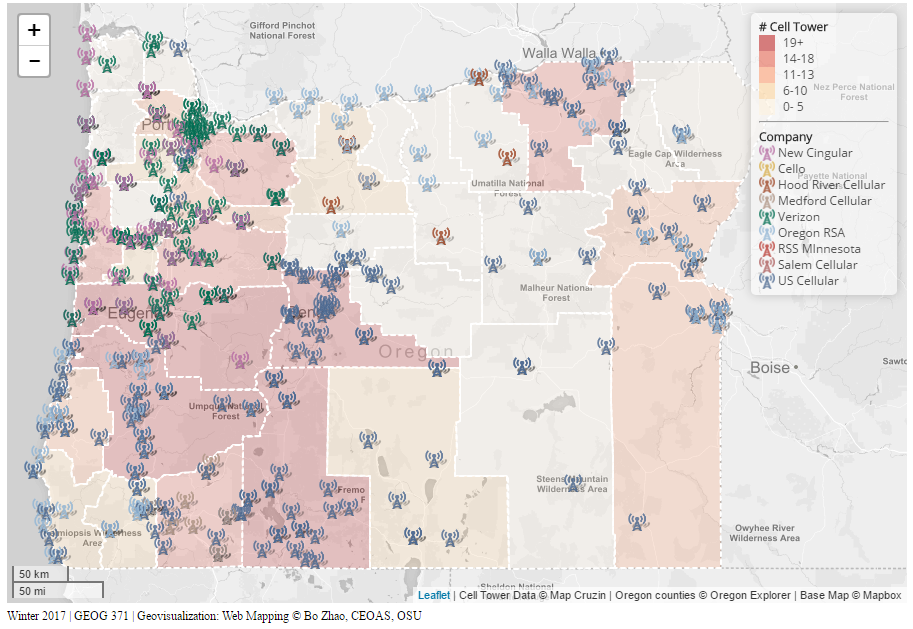 +
−
Gifford Pinchot
National Forest
Walla Walla
# Cell Tower
19+
14-18
11-13
6-10
0- 5
Nez Perce National
Forest
Company
New Cingular
Cello
Hood River Cellular
Medford Cellular
Verizon
Oregon RSA
RSS MInnesota
Salem Cellular
US Cellular
Payette National
Port
Eagle Cap Wilderness
Area
Umatilla National
Forest
Malheur National
Forest
Eugen
en
Oregon
Boise
Sawto
Umpqua National
Forest
Steens Mountain
Wilderness Area
Fremo
F
Owyhee River
Wilderness Area
miopsis Wilderness
Area
50 km
50 mi
Sheldon National
Leaflet | Cell Tower Data © Map Cruzin | Oregon counties © Oregon Explorer | Base Map © Mapbox
Winter 2017 | GEOG 371 | Geovisualization: Web Mapping © Bo Zhao, CEOAS, OSU